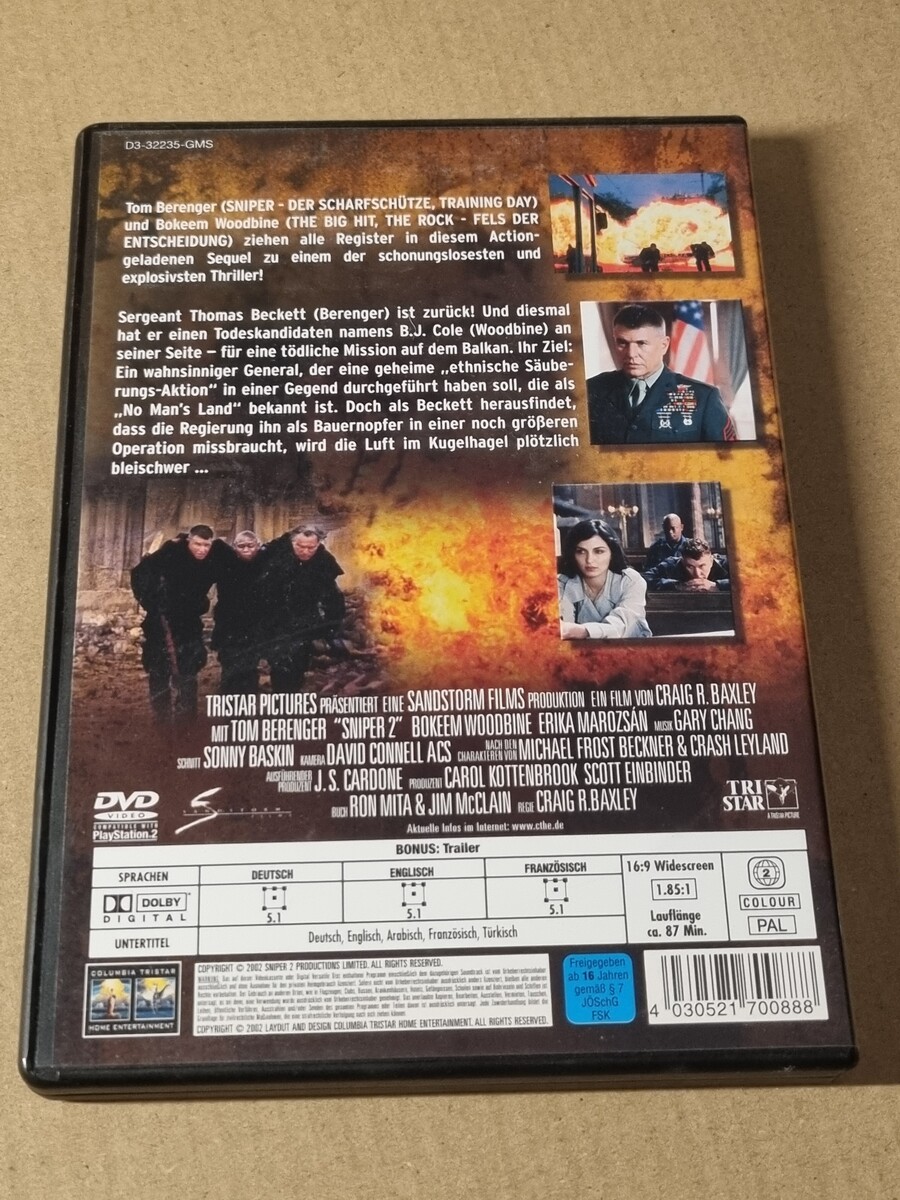 D3-32235-GMS
Tom Berenger (SNIPER - DER SCHARFSCHÜTZE, TRAINING DAY)
und Bokeem Woodbine (THE BIG HIT, THE ROCK - FELS DER
ENTSCHEIDUNG) ziehen alle Register in diesem Action-
geladenen Sequel zu einem der schonungslosesten und
explosivsten Thriller!
Sergeant Thomas Beckett (Berenger) ist zurück! Und diesmal
hat er einen Todeskandidaten namens B.J. Cole (Woodbine) an
seiner Seite – für eine tödliche Mission auf dem Balkan. Ihr Ziel:
Ein wahnsinniger General, der eine geheime „ethnische Säube-
rungs-Aktion“ in einer Gegend durchgeführt haben soll, die als
„No Man's Land“ bekannt ist. Doch als Beckett herausfindet,
dass die Regierung ihn als Bauernopfer in einer noch größeren
Operation missbraucht, wird die Luft im Kugelhagel plötzlich
bleischwer ...
TRISTAR PICTURES PRÄSENTIERT EINE SANDSTORM FILMS PRODUKTION EIN FILM VON CRAIG R. BAXLEY
MIT TOM BERENGER "SNIPER 2" BOKEEM WOODBINE ERIKA MAROZSÁN MUSIK GARY CHANG
SCHNITT SONNY BASKIN KAMERA DAVID CONNELL ACS NACH DEN CHARAKTEREN VON MICHAEL FROST BECKNER & CRASH LEYLAND
AUSFÜHRENDER PRODUZENT J.S. CARDONE PRODUZENT CAROL KOTTENBROOK SCOTT EINBINDER
BUCH RON MITA & JIM McCLAIN REGIE CRAIG R.BAXLEY
DVD
VIDEO
COMPATIBLE WITH
PlayStation.2
SANDSTORM
FILMS
TRI
STAR
A TRISTAR PICTURE
Aktuelle Infos im Internet: www.cthe.de
BONUS: Trailer
SPRACHEN
DEUTSCH
ENGLISCH
FRANZÖSISCH
DOLBY
DIGITAL
5.1
5.1
5.1
UNTERTITEL
Deutsch, Englisch, Arabisch, Französisch, Türkisch
16:9 Widescreen
1.85:1
Lauflänge
ca. 87 Min.
2
COLOUR
PAL
COLUMBIA TRISTAR
HOME ENTERTAINMENT
COPYRIGHT © 2002 SNIPER 2 PRODUCTIONS LIMITED. ALL RIGHTS RESERVED.
COPYRIGHT © 2002 LAYOUT AND DESIGN COLUMBIA TRISTAR HOME ENTERTAINMENT. ALL RIGHTS RESERVED.
Freigegeben
ab 16 Jahren
gemäß § 7
JÖSchG
FSK
4 030521 700888